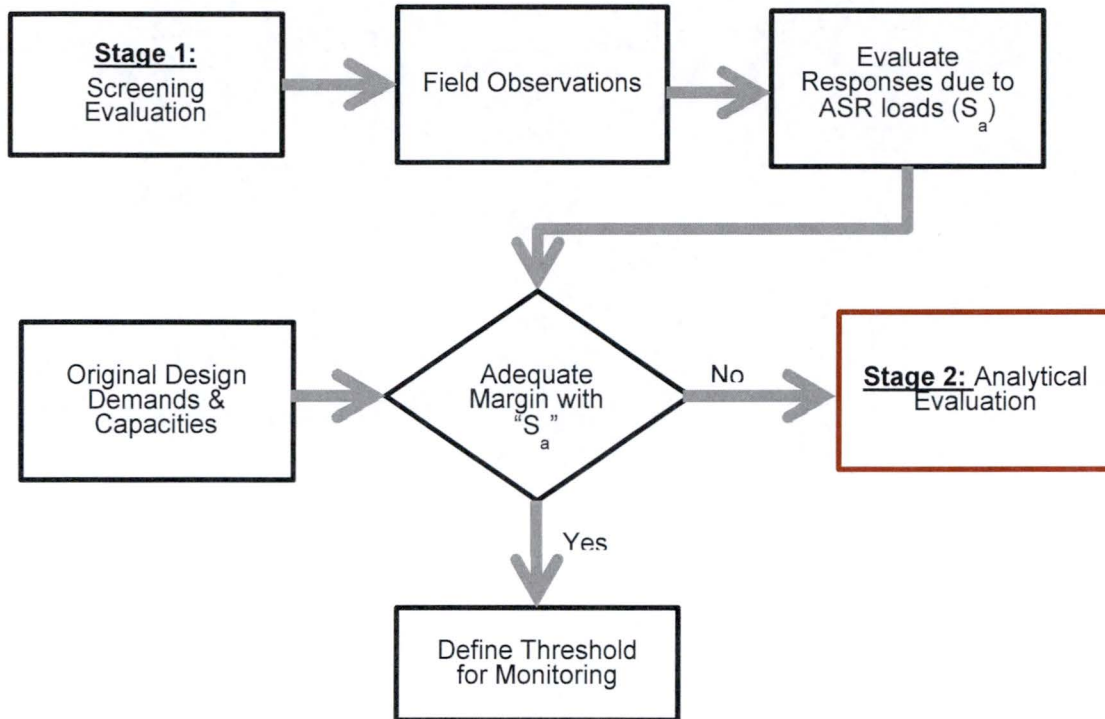 Stage 1:
Screening
Evaluation
Field Observations
Evaluate
Responses due to
ASR loads (S_a)
Original Design
Demands &
Capacities
Adequate
Margin with
“S_a”
No
Stage 2: Analytical
Evaluation
Yes
Define Threshold
for Monitoring